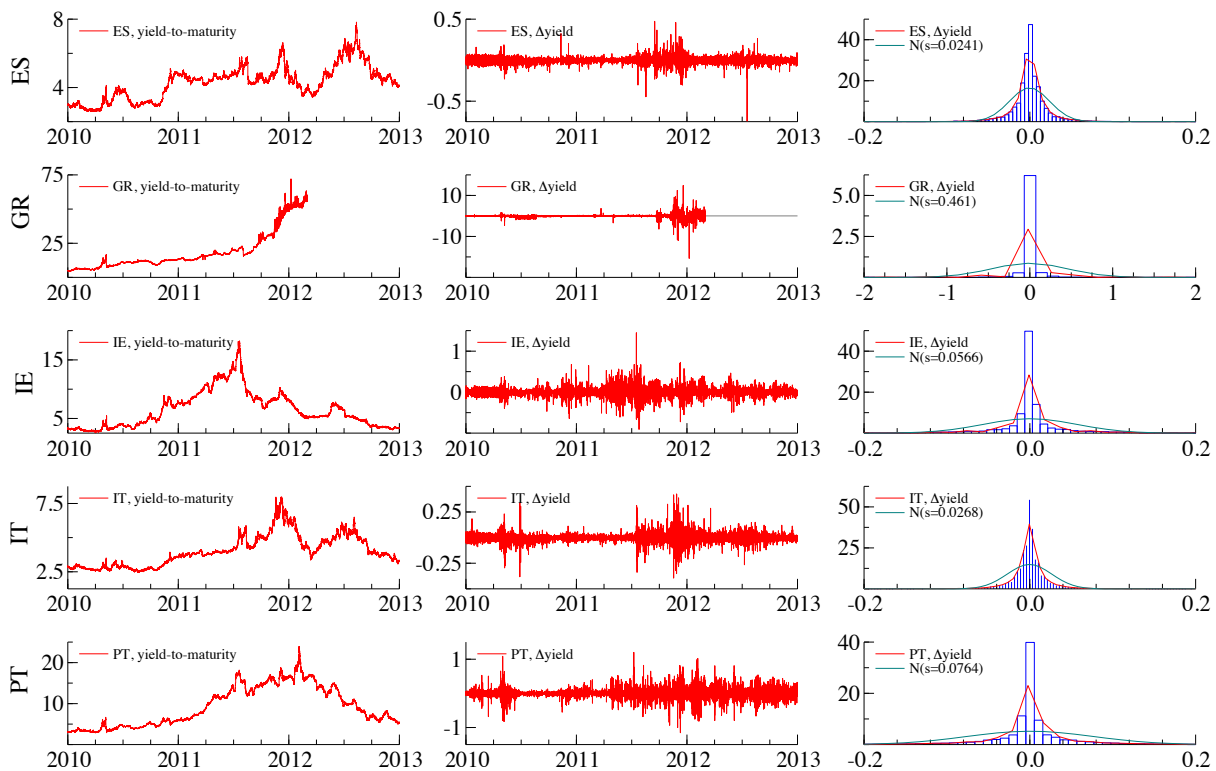 ES
8
4
ES, yield-to-maturity
2010 2011 2012 2013
0.5
-0.5
ES, Δyield
2010 2011 2012 2013
40
20
ES, Δyield
N(s=0.0241)
-0.2 0.0 0.2
GR
75
25
GR, yield-to-maturity
2010 2011 2012 2013
10
-10
GR, Δyield
2010 2011 2012 2013
5.0
2.5
GR, Δyield
N(s=0.461)
-2 -1 0 1 2
IE
15
5
IE, yield-to-maturity
2010 2011 2012 2013
1
0
-1
IE, Δyield
2010 2011 2012 2013
40
20
IE, Δyield
N(s=0.0566)
-0.2 0.0 0.2
IT
7.5
2.5
IT, yield-to-maturity
2010 2011 2012 2013
0.25
-0.25
IT, Δyield
2010 2011 2012 2013
50
25
IT, Δyield
N(s=0.0268)
-0.2 0.0 0.2
PT
20
10
PT, yield-to-maturity
2010 2011 2012 2013
1
-1
PT, Δyield
2010 2011 2012 2013
40
20
PT, Δyield
N(s=0.0764)
-0.2 0.0 0.2